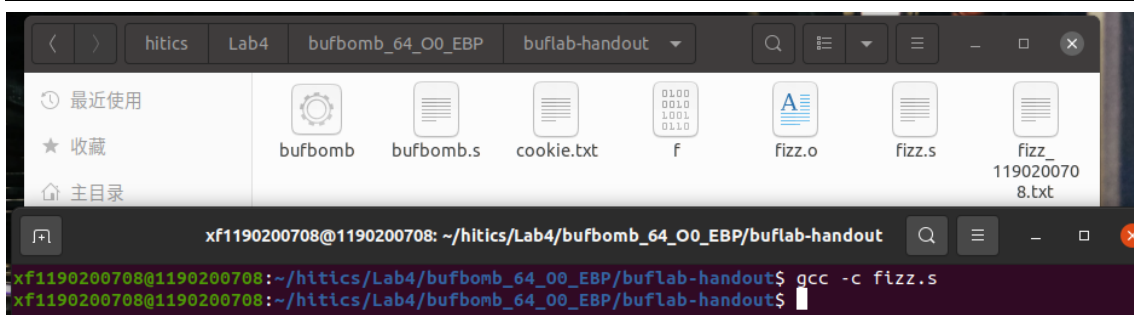 hitics Lab4 bufbomb_64_O0_EBP buflab-handout
最近使用
收藏
主目录
0100
0010
1001
0110
A
bufbomb bufbomb.s cookie.txt f fizz.o fizz.s fizz_
119020070
8.txt
xf1190200708@1190200708: ~/hitics/Lab4/bufbomb_64_O0_EBP/buflab-handout
xf1190200708@1190200708:~/hitics/Lab4/bufbomb_64_O0_EBP/buflab-handout$ gcc -c fizz.s
xf1190200708@1190200708:~/hitics/Lab4/bufbomb_64_O0_EBP/buflab-handout$